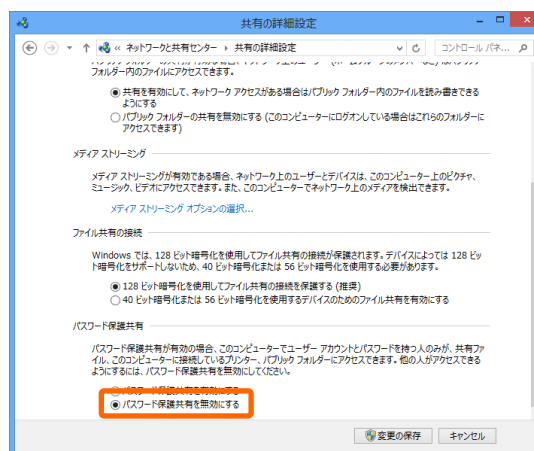 共有の詳細設定
« ネットワークと共有センター › 共有の詳細設定
コントロール パネ...
フォルダー内のファイルにアクセスできます。
共有を有効にして、ネットワーク アクセスがある場合はパブリック フォルダー内のファイルを読み書きできる
ようにする
パブリック フォルダーの共有を無効にする (このコンピューターにログオンしている場合はこれらのフォルダーに
アクセスできます)
メディア ストリーミング
メディア ストリーミングが有効である場合、ネットワーク上のユーザーとデバイスは、このコンピューター上のピクチャ、
ミュージック、ビデオにアクセスできます。また、このコンピューターでネットワーク上のメディアを検出できます。
メディア ストリーミング オプションの選択...
ファイル共有の接続
Windows では、128 ビット暗号化を使用してファイル共有の接続が保護されます。デバイスによっては 128 ビッ
ト暗号化をサポートしないため、40 ビット暗号化または 56 ビット暗号化を使用する必要があります。
128 ビット暗号化を使用してファイル共有の接続を保護する (推奨)
40 ビット暗号化または 56 ビット暗号化を使用するデバイスのためのファイル共有を有効にする
パスワード保護共有
パスワード保護共有が有効の場合、このコンピューターでユーザー アカウントとパスワードを持つ人のみが、共有ファ
イル、このコンピューターに接続しているプリンター、パブリック フォルダーにアクセスできます。他の人がアクセスできる
ようにするには、パスワード保護共有を無効にしてください。
パスワード保護共有を有効にする
パスワード保護共有を無効にする
変更の保存
キャンセル